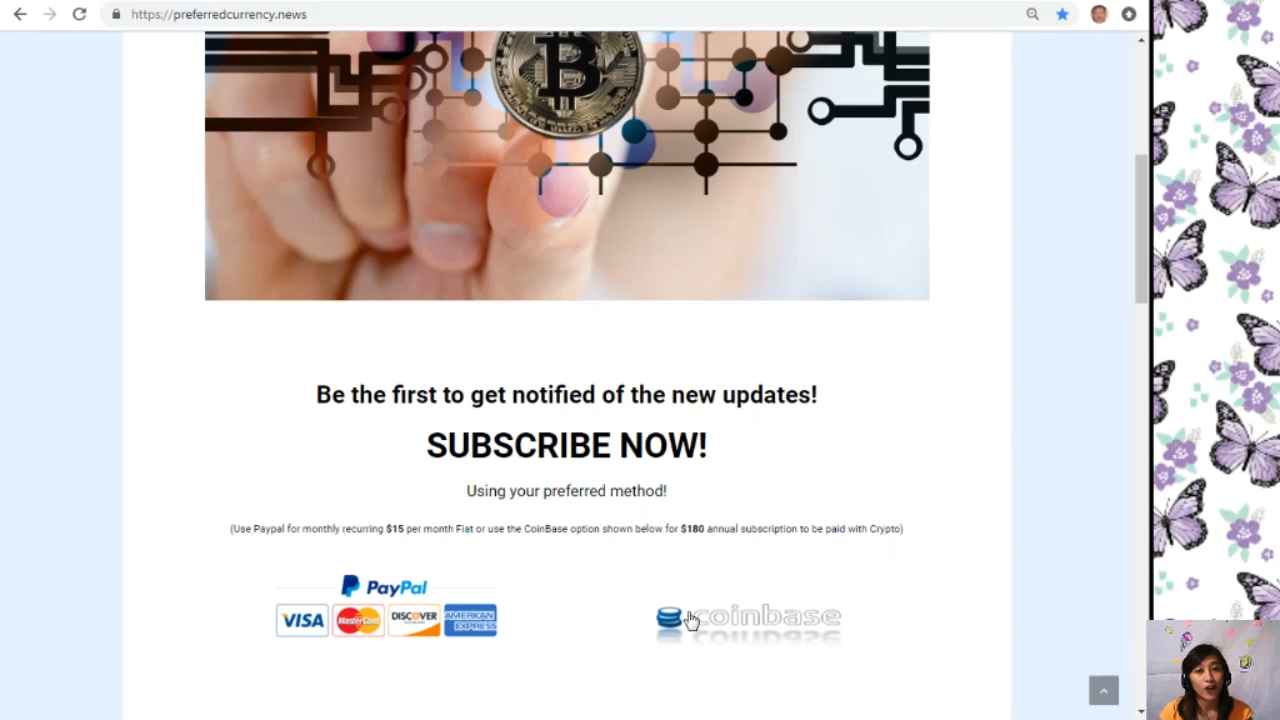 https://preferredcurrency.news
B
Be the first to get notified of the new updates!
SUBSCRIBE NOW!
Using your preferred method!
(Use Paypal for monthly recurring $15 per month Fiat or use the CoinBase option shown below for $180 annual subscription to be paid with Crypto)
PayPal
VISA MasterCard DISCOVER AMERICAN EXPRESS
coinbase